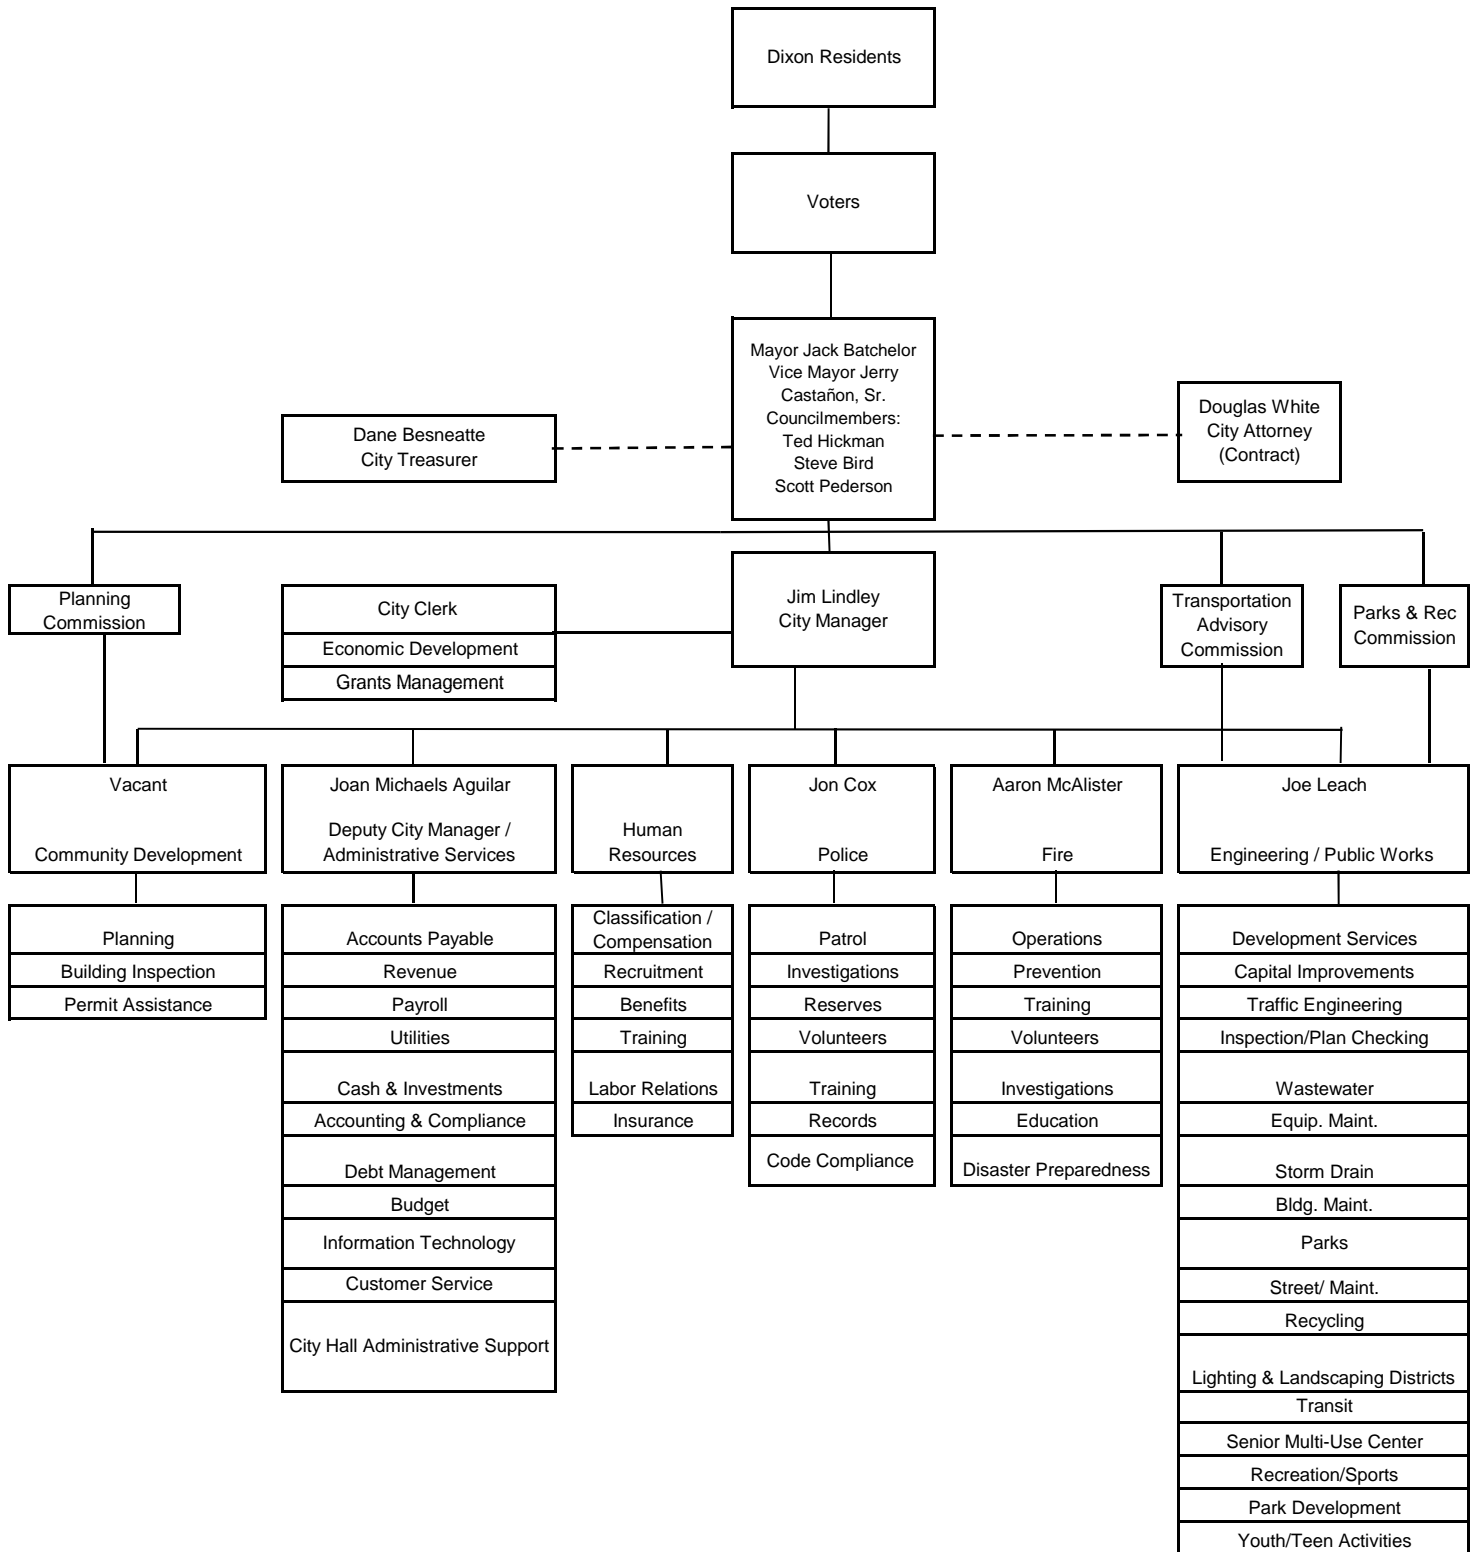 Dixon Residents
Voters
Mayor Jack Batchelor
Vice Mayor Jerry
Castañon, Sr.
Councilmembers:
Ted Hickman
Steve Bird
Scott Pederson
Dane Besneatte
City Treasurer
Douglas White
City Attorney
(Contract)
Planning
Commission
City Clerk
Economic Development
Grants Management
Jim Lindley
City Manager
Transportation
Advisory
Commission
Parks & Rec
Commission
Vacant
Community Development
Planning
Building Inspection
Permit Assistance
Joan Michaels Aguilar
Deputy City Manager /
Administrative Services
Accounts Payable
Revenue
Payroll
Utilities
Cash & Investments
Accounting & Compliance
Debt Management
Budget
Information Technology
Customer Service
City Hall Administrative Support
Human
Resources
Classification /
Compensation
Recruitment
Benefits
Training
Labor Relations
Insurance
Jon Cox
Police
Patrol
Investigations
Reserves
Volunteers
Training
Records
Code Compliance
Aaron McAlister
Fire
Operations
Prevention
Training
Volunteers
Investigations
Education
Disaster Preparedness
Joe Leach
Engineering / Public Works
Development Services
Capital Improvements
Traffic Engineering
Inspection/Plan Checking
Wastewater
Equip. Maint.
Storm Drain
Bldg. Maint.
Parks
Street/ Maint.
Recycling
Lighting & Landscaping Districts
Transit
Senior Multi-Use Center
Recreation/Sports
Park Development
Youth/Teen Activities